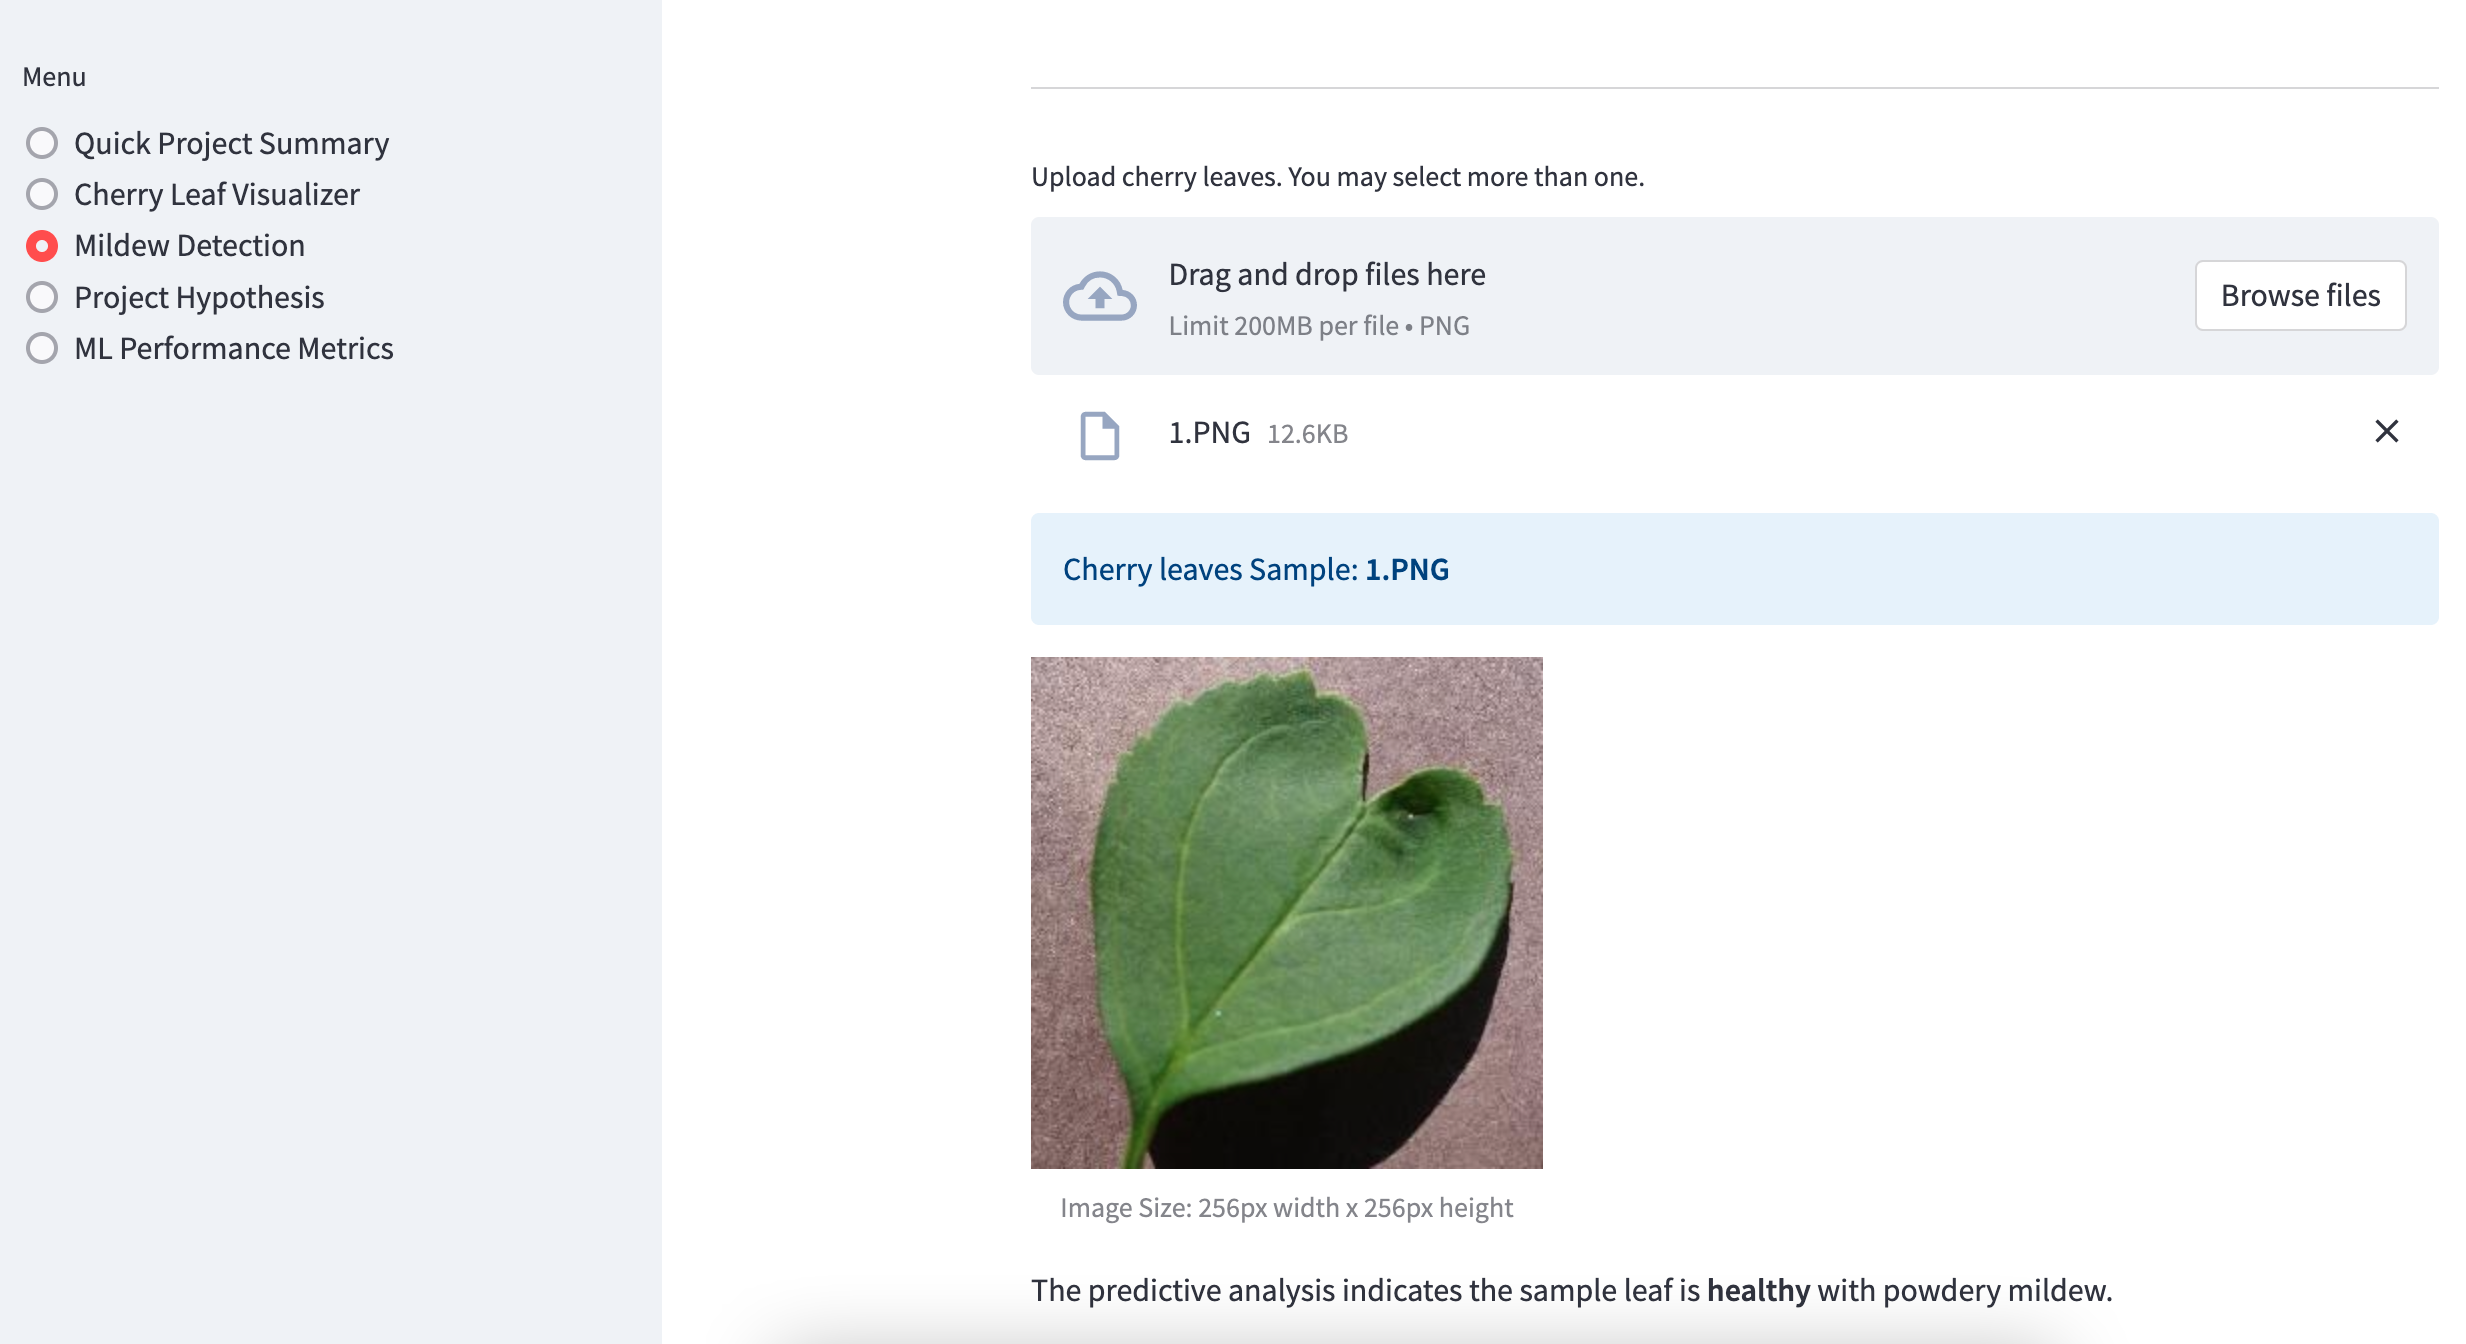 Menu
Quick Project Summary
Cherry Leaf Visualizer
Mildew Detection
Project Hypothesis
ML Performance Metrics
Upload cherry leaves. You may select more than one.
Drag and drop files here
Limit 200MB per file • PNG
Browse files
1.PNG 12.6KB
Cherry leaves Sample: 1.PNG
Image Size: 256px width x 256px height
The predictive analysis indicates the sample leaf is healthy with powdery mildew.